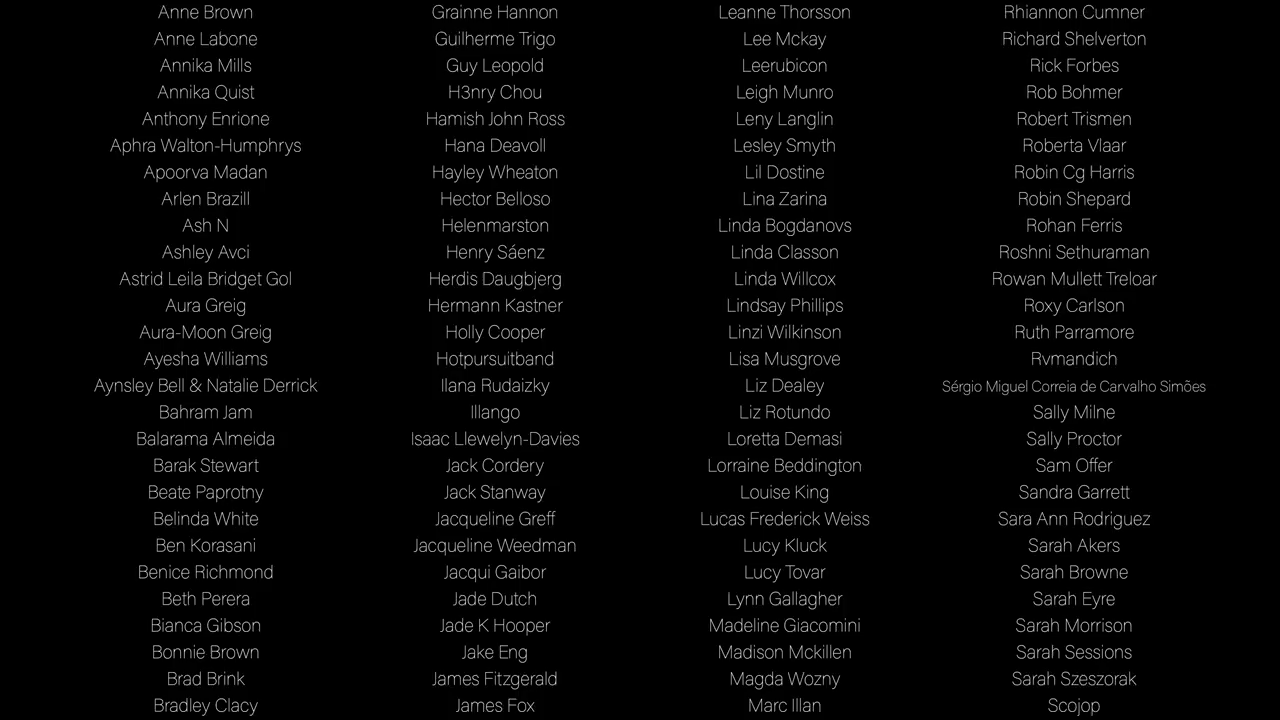 Anne Brown
Anne Labone
Annika Mills
Annika Quist
Anthony Enrione
Aphra Walton-Humphrys
Apoorva Madan
Arlen Brazill
Ash N
Ashley Avci
Astrid Leila Bridget Gol
Aura Greig
Aura-Moon Greig
Ayesha Williams
Aynsley Bell & Natalie Derrick
Bahram Jam
Balarama Almeida
Barak Stewart
Beate Paprotny
Belinda White
Ben Korasani
Benice Richmond
Beth Perera
Bianca Gibson
Bonnie Brown
Brad Brink
Bradley Clacy
Grainne Hannon
Guilherme Trigo
Guy Leopold
H3nry Chou
Hamish John Ross
Hana Deavoll
Hayley Wheaton
Hector Belloso
Helenmarston
Henry Sáenz
Herdis Daugbjerg
Hermann Kastner
Holly Cooper
Hotpursuitband
Ilana Rudaizky
Illango
Isaac Llewelyn-Davies
Jack Cordery
Jack Stanway
Jacqueline Greff
Jacqueline Weedman
Jacqui Gaibor
Jade Dutch
Jade K Hooper
Jake Eng
James Fitzgerald
James Fox
Leanne Thorsson
Lee Mckay
Leerubicon
Leigh Munro
Leny Langlin
Lesley Smyth
Lil Dostine
Lina Zarina
Linda Bogdanovs
Linda Classon
Linda Willcox
Lindsay Phillips
Linzi Wilkinson
Lisa Musgrove
Liz Dealey
Liz Rotundo
Loretta Demasi
Lorraine Beddington
Louise King
Lucas Frederick Weiss
Lucy Kluck
Lucy Tovar
Lynn Gallagher
Madeline Giacomini
Madison Mckillen
Magda Wozny
Marc Illan
Rhiannon Cumner
Richard Shelverton
Rick Forbes
Rob Bohmer
Robert Trismen
Roberta Vlaar
Robin Cg Harris
Robin Shepard
Rohan Ferris
Roshni Sethuraman
Rowan Mullett Treloar
Roxy Carlson
Ruth Parramore
Rvmandich
Sérgio Miguel Correia de Carvalho Simões
Sally Milne
Sally Proctor
Sam Offer
Sandra Garrett
Sara Ann Rodriguez
Sarah Akers
Sarah Browne
Sarah Eyre
Sarah Morrison
Sarah Sessions
Sarah Szeszorak
Scojop